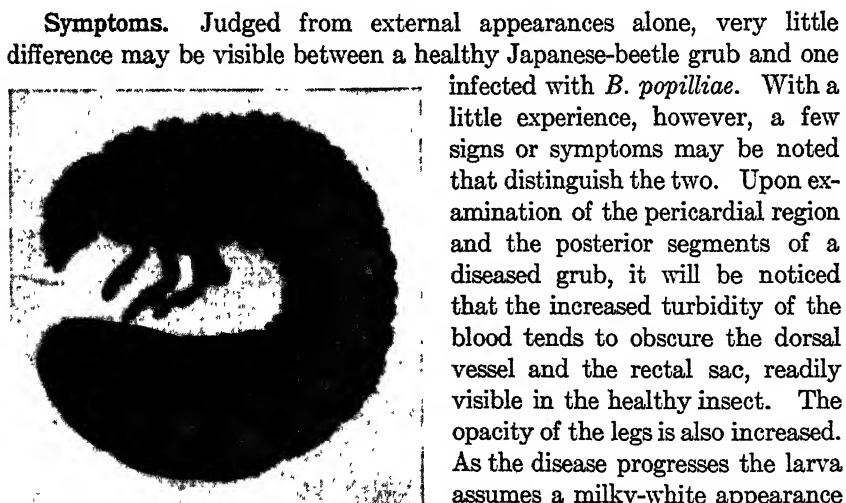 Symptoms. Judged from external appearances alone, very little
difference may be visible between a healthy Japanese-beetle grub and one
infected with B. popilliae. With a
little experience, however, a few
signs or symptoms may be noted
that distinguish the two. Upon ex-
amination of the pericardial region
and the posterior segments of a
diseased grub, it will be noticed
that the increased turbidity of the
blood tends to obscure the dorsal
vessel and the rectal sac, readily
visible in the healthy insect. The
opacity of the legs is also increased.
As the disease progresses the larva
assumes a milky-white appearance